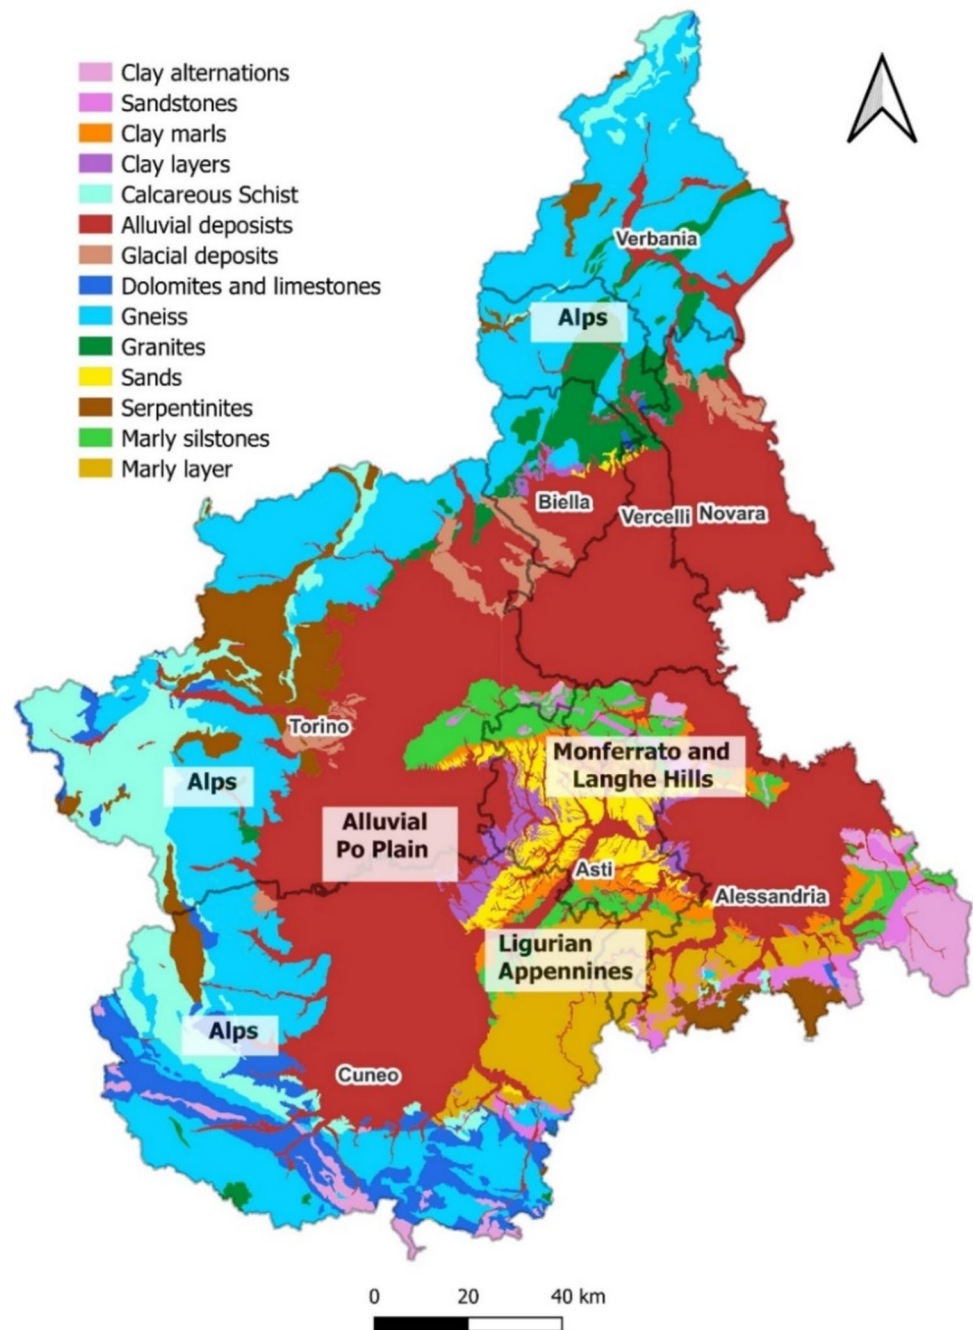 Clay alternations
Sandstones
Clay marls
Clay layers
Calcareous Schist
Alluvial deposists
Glacial deposits
Dolomites and limestones
Gneiss
Granites
Sands
Serpentinites
Marly silstones
Marly layer
Verbania
Alps
Biella
Vercelli
Novara
Torino
Monferrato and
Langhe Hills
Alps
Alluvial
Po Plain
Asti
Alessandria
Ligurian
Appennines
Alps
Cuneo
0 20 40 km